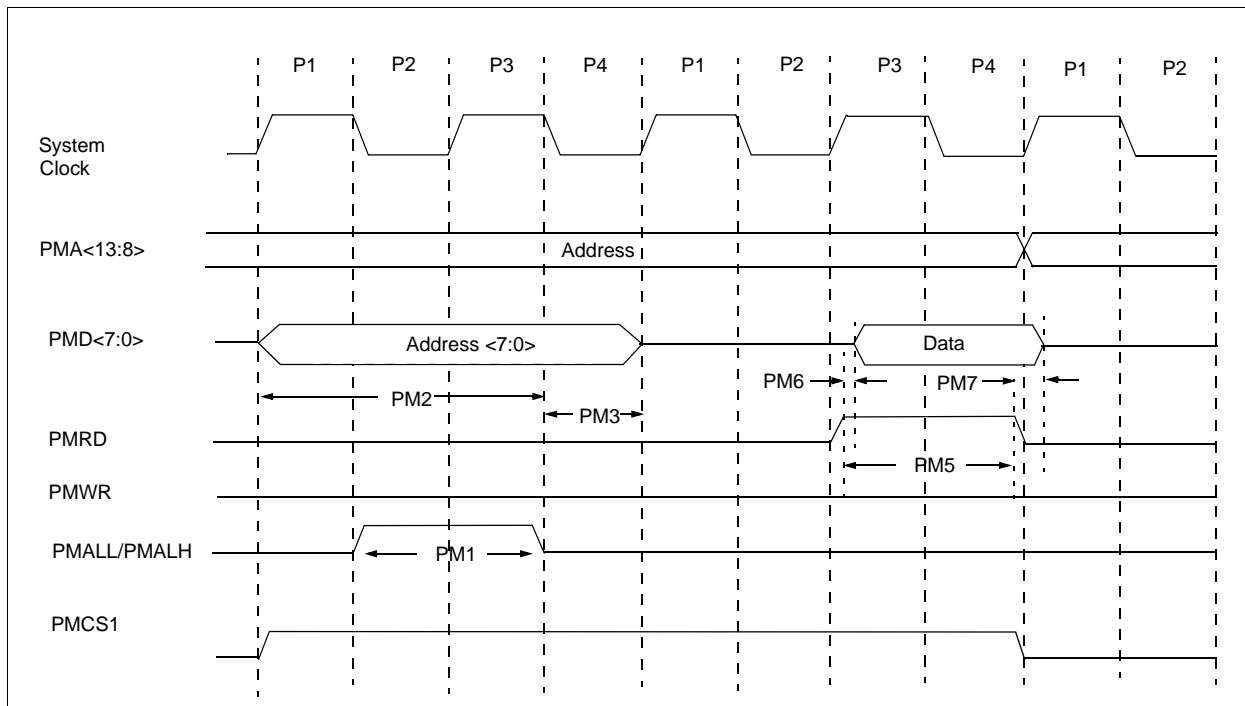 P1 P2 P3 P4 P1 P2 P3 P4 P1 P2
System
Clock
PMA<13:8>
Address
PMD<7:0>
Address <7:0>
Data
PM6
PM7
PM2
PM3
PMRD
PM5
PMWR
PMALL/PMALH
PM1
PMCS1